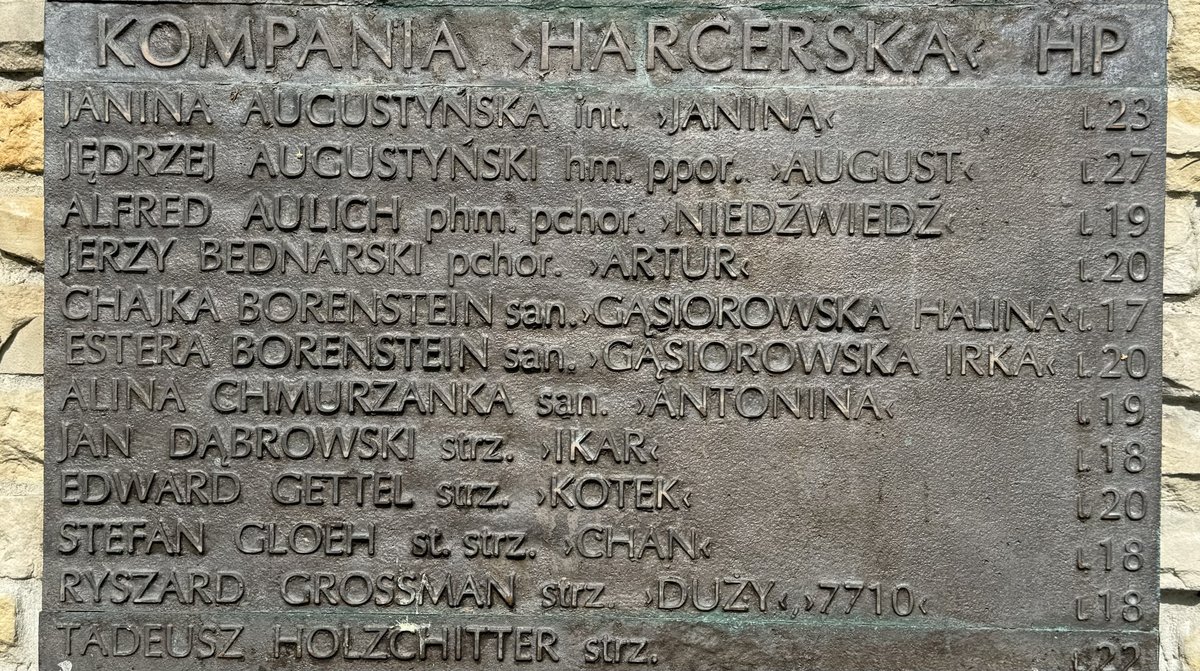 KOMPANIA ›HARCERSKA‹ HP
JANINA AUGUSTYŃSKA int. ›JANINA‹ l.23
JĘDRZEJ AUGUSTYŃSKI hm. ppor. ›AUGUST‹ l.27
ALFRED AULICH phm. pchor. ›NIEDŹWIEDŹ‹ l.19
JERZY BEDNARSKI pchor. ›ARTUR‹ l.20
CHAJKA BORENSTEIN san. ›GĄSIOROWSKA HALINA‹ l.17
ESTERA BORENSTEIN san. ›GĄSIOROWSKA IRKA‹ l.20
ALINA CHMURZANKA san. ›ANTONINA‹ l.19
JAN DĄBROWSKI strz. ›IKAR‹ l.18
EDWARD GETTEL strz. ›KOTEK‹ l.20
STEFAN GLOEH st. strz. ›CHAN‹ l.18
RYSZARD GROSSMAN strz. ›DUŻY‹,›7710‹ l.18
TADEUSZ HOLZCHITTER strz. l.22